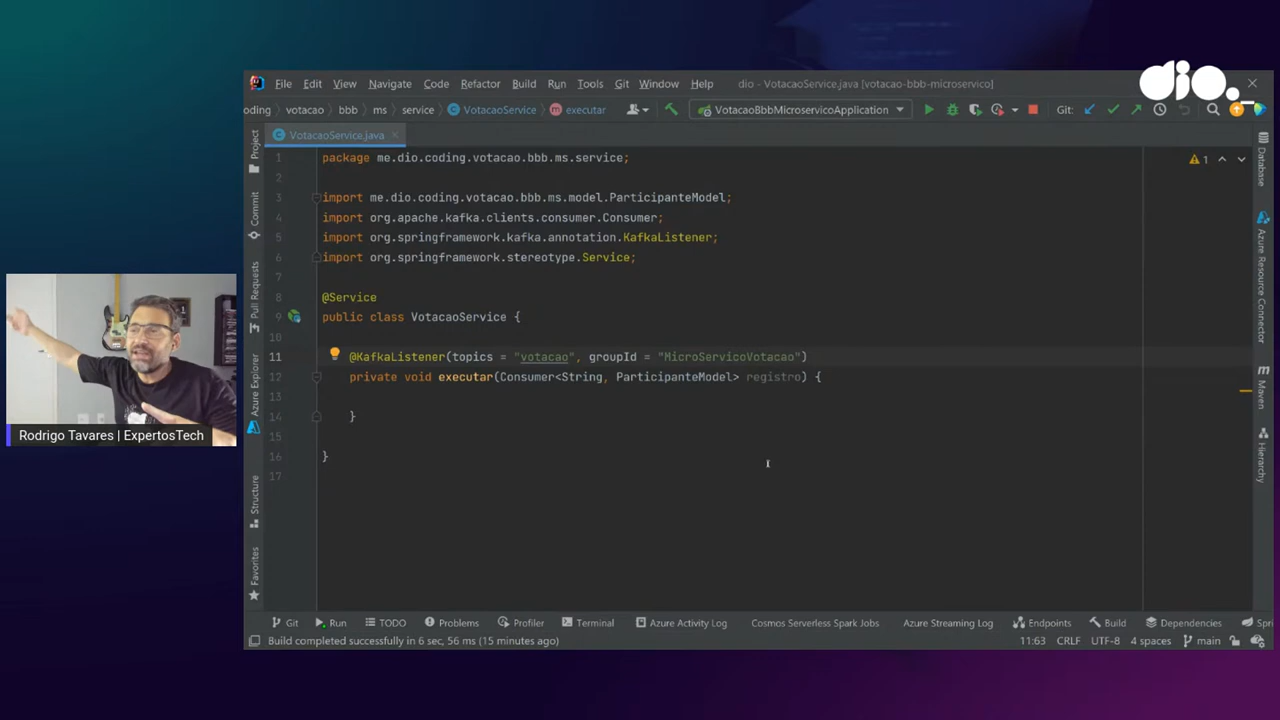 dio.
File Edit View Navigate Code Refactor Build Run Tools Git Window Help dio - VotacaoService.java [votacao-bbb-microservico]
coding votacao bbb ms service VotacaoService executar VotacaoBbbMicroservicoApplication Git:
VotacaoService.java
Project
Commit
Pull Requests
Azure Explorer
Structure
Favorites
1 package me.dio.coding.votacao.bbb.ms.service;
2
3 import me.dio.coding.votacao.bbb.ms.model.ParticipanteModel;
4 import org.apache.kafka.clients.consumer.Consumer;
5 import org.springframework.kafka.annotation.KafkaListener;
6 import org.springframework.stereotype.Service;
7
8 @Service
9 public class VotacaoService {
10
11 @KafkaListener(topics = "votacao", groupId = "MicroServicoVotacao")
12 private void executar(Consumer<String, ParticipanteModel> registro) {
13
14 }
15
16 }
17
1
Database
Azure Resource Connector
Maven
Hierarchy
Rodrigo Tavares | ExpertosTech
Git Run TODO Problems Profiler Terminal Azure Activity Log Cosmos Serverless Spark Jobs Azure Streaming Log Endpoints Build Dependencies Spri
Build completed successfully in 6 sec, 56 ms (15 minutes ago) 11:63 CRLF UTF-8 4 spaces main